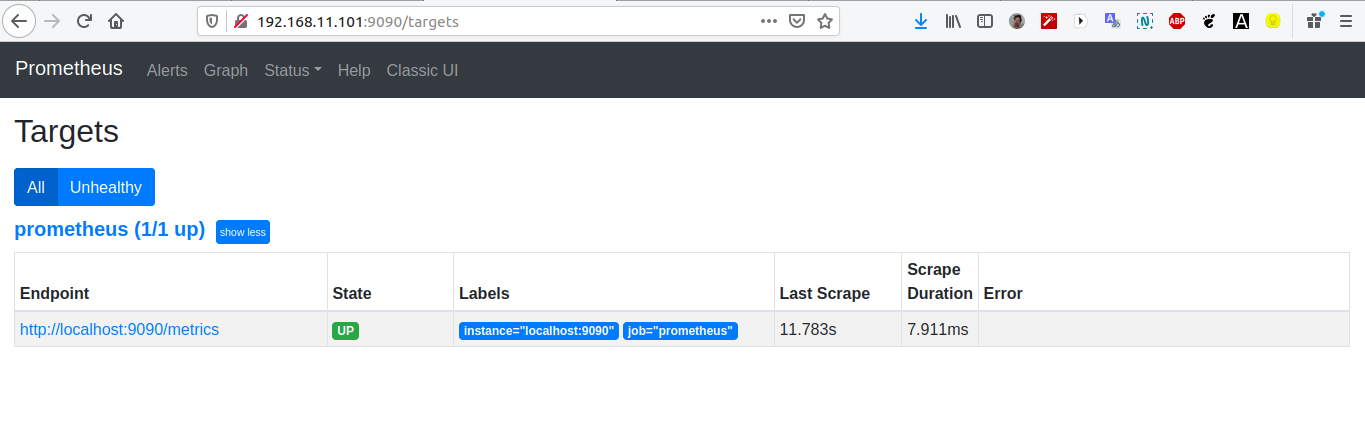 192.168.11.101:9090/targets
ABP
A
Prometheus Alerts Graph Status Help Classic UI
Targets
All Unhealthy
prometheus (1/1 up) show less
Endpoint State Labels Last Scrape Scrape Duration Error
http://localhost:9090/metrics UP instance="localhost:9090" job="prometheus" 11.783s 7.911ms